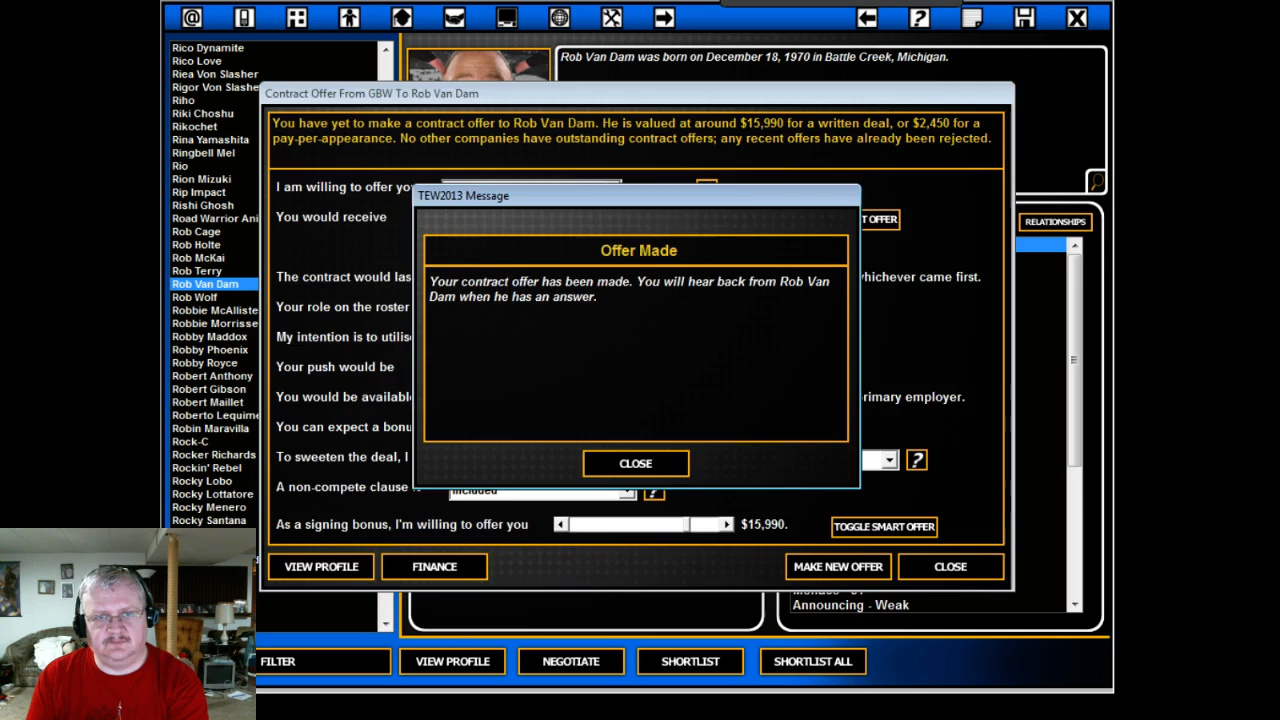 Rico Dynamite
Rico Love
Riea Von Slasher
Rigor Von Slashe
Riho
Riki Choshu
Rikochet
Rina Yamashita
Ringbell Mel
Rio
Rion Mizuki
Rip Impact
Rishi Ghosh
Road Warrior Ani
Rob Cage
Rob Holte
Rob McKai
Rob Terry
Rob Van Dam
Rob Wolf
Robbie McAlliste
Robbie Morrisse
Robby Maddox
Robby Phoenix
Robby Royce
Robert Anthony
Robert Gibson
Robert Maillet
Roberto Lequime
Robin Maravilla
Rock-C
Rocker Richards
Rockin' Rebel
Rocky Lobo
Rocky Lottatore
Rocky Menero
Rocky Santana
Rob Van Dam was born on December 18, 1970 in Battle Creek, Michigan.
Contract Offer From GBW To Rob Van Dam
You have yet to make a contract offer to Rob Van Dam. He is valued at around $15,990 for a written deal, or $2,450 for a
pay-per-appearance. No other companies have outstanding contract offers; any recent offers have already been rejected.
I am willing to offer you
You would receive
T OFFER
The contract would las
whichever came first.
Your role on the roster
My intention is to utilis
Your push would be
You would be availabl
rimary employer.
You can expect a bonu
To sweeten the deal, I
?
A non-compete clause
included
?
As a signing bonus, I'm willing to offer you
$15,990.
TOGGLE SMART OFFER
VIEW PROFILE
FINANCE
MAKE NEW OFFER
CLOSE
TEW2013 Message
Offer Made
Your contract offer has been made. You will hear back from Rob Van
Dam when he has an answer.
CLOSE
RELATIONSHIPS
Announcing - Weak
FILTER
VIEW PROFILE
NEGOTIATE
SHORTLIST
SHORTLIST ALL